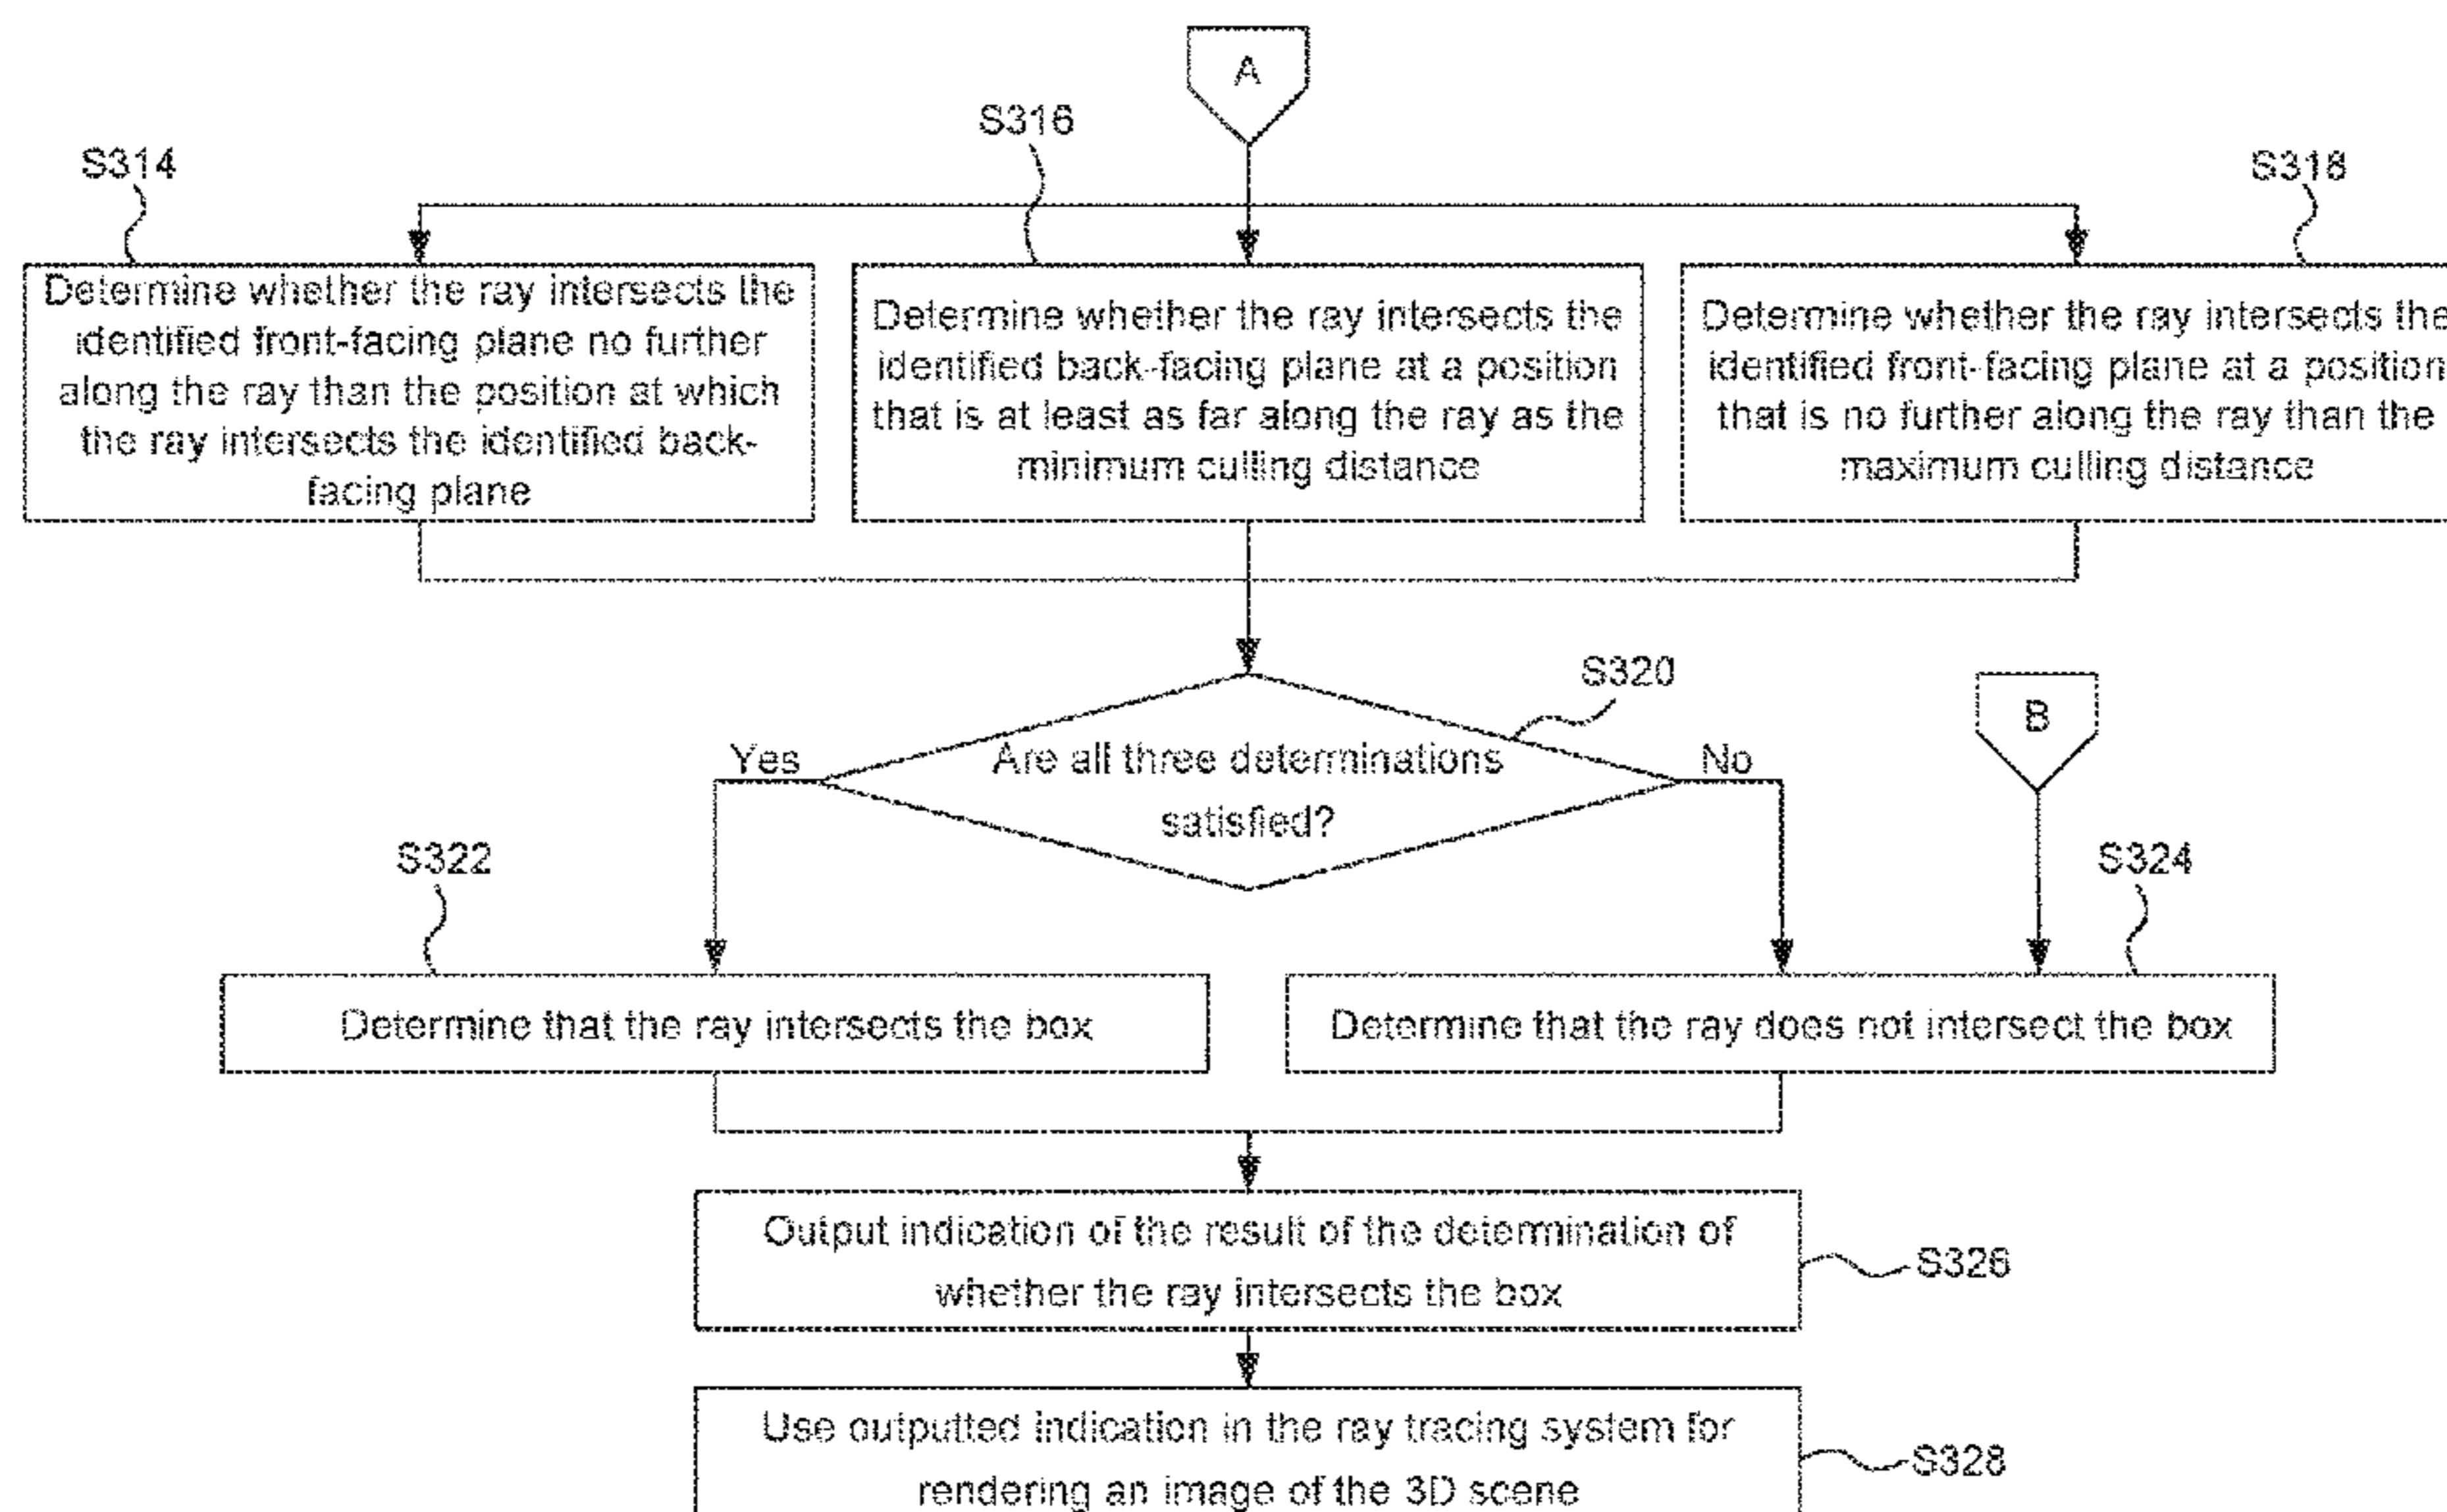 A
S314
S316
S318
Determine whether the ray intersects the
identified front-facing plane no further
along the ray than the position at which
the ray intersects the identified back-
facing plane
Determine whether the ray intersects the
identified back-facing plane at a position
that is at least as far along the ray as the
minimum culling distance
Determine whether the ray intersects the
identified front-facing plane at a position
that is no further along the ray than the
maximum culling distance
S320
B
Yes
Are all three determinations
satisfied?
No
S322
S324
Determine that the ray intersects the box
Determine that the ray does not intersect the box
Output indication of the result of the determination of
whether the ray intersects the box
S326
Use outputted indication in the ray tracing system for
rendering an image of the 3D scene
S328